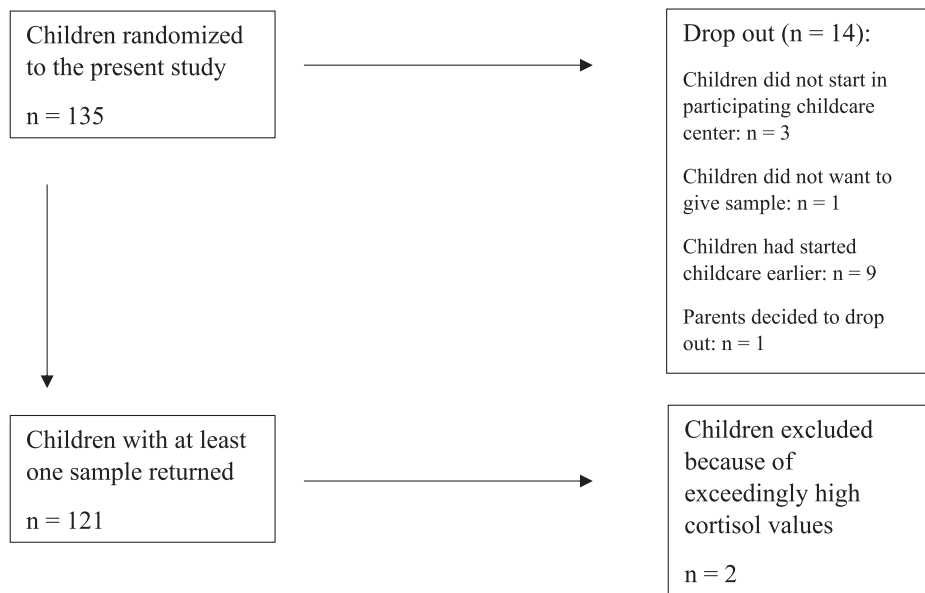 Children randomized
to the present study
n = 135
Drop out (n = 14):
Children did not start in
participating childcare
center: n = 3
Children did not want to
give sample: n = 1
Children had started
childcare earlier: n = 9
Parents decided to drop
out: n = 1
Children with at least
one sample returned
n = 121
Children excluded
because of
exceedingly high
cortisol values
n = 2